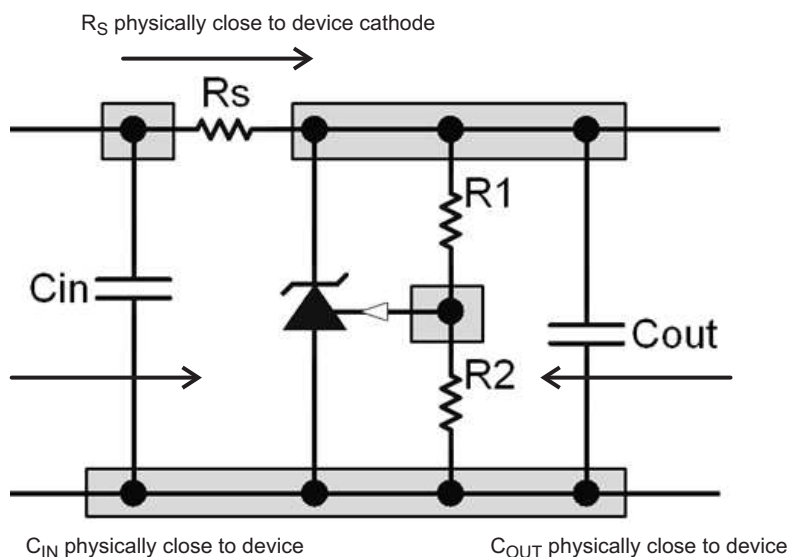 RS physically close to device cathode
Rs
R1
Cin
Cout
R2
CIN physically close to device
COUT physically close to device